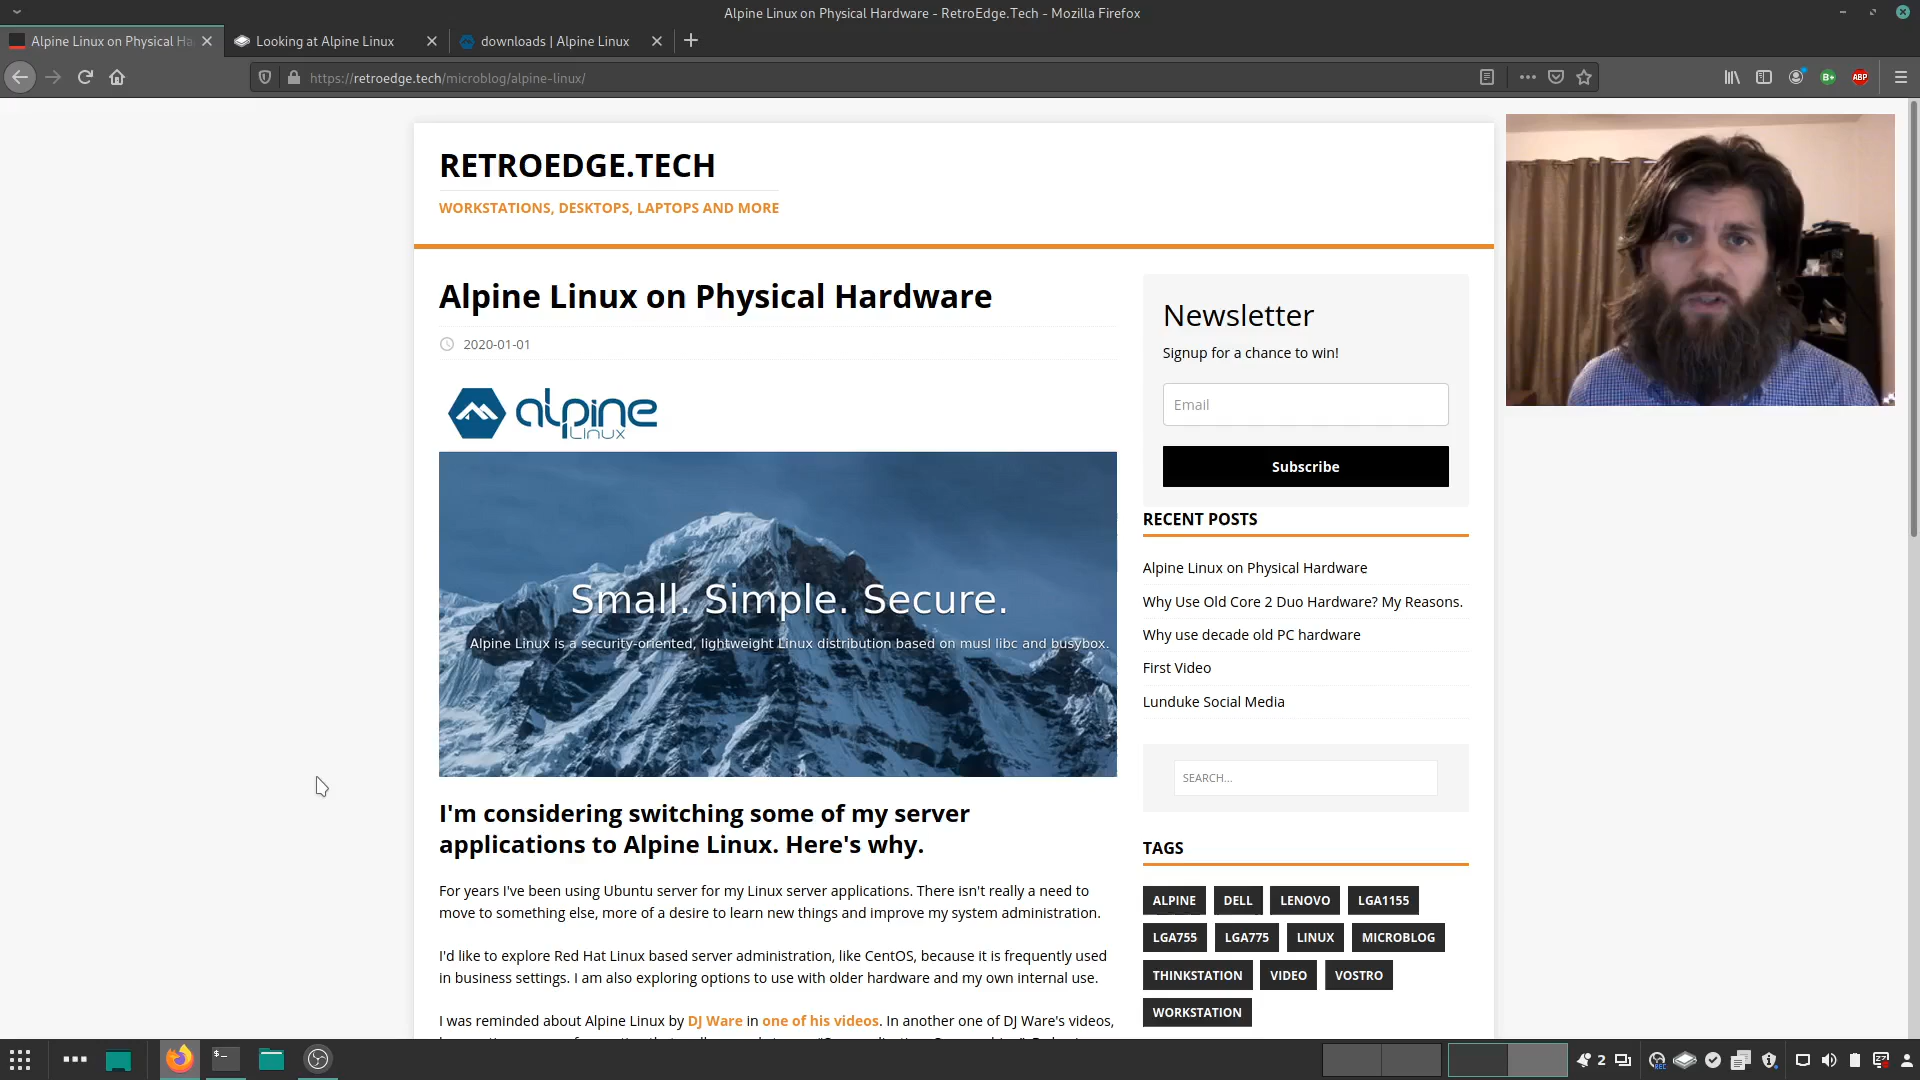 Alpine Linux on Physical Hardware - RetroEdge.Tech - Mozilla Firefox
Alpine Linux on Physical Ha
Looking at Alpine Linux
downloads | Alpine Linux
https://retroedge.tech/microblog/alpine-linux/
B+
ABP
RETROEDGE.TECH
WORKSTATIONS, DESKTOPS, LAPTOPS AND MORE
Alpine Linux on Physical Hardware
2020-01-01
alpine
LINUX
Small. Simple. Secure.
Alpine Linux is a security-oriented, lightweight Linux distribution based on musl libc and busybox.
I'm considering switching some of my server
applications to Alpine Linux. Here's why.
For years I've been using Ubuntu server for my Linux server applications. There isn't really a need to
move to something else, more of a desire to learn new things and improve my system administration.
I'd like to explore Red Hat Linux based server administration, like CentOS, because it is frequently used
in business settings. I am also exploring options to use with older hardware and my own internal use.
I was reminded about Alpine Linux by DJ Ware in one of his videos. In another one of DJ Ware's videos,
Newsletter
Signup for a chance to win!
Email
Subscribe
RECENT POSTS
Alpine Linux on Physical Hardware
Why Use Old Core 2 Duo Hardware? My Reasons.
Why use decade old PC hardware
First Video
Lunduke Social Media
SEARCH...
TAGS
ALPINE DELL LENOVO LGA1155
LGA755 LGA775 LINUX MICROBLOG
THINKSTATION VIDEO VOSTRO
WORKSTATION
2
REC